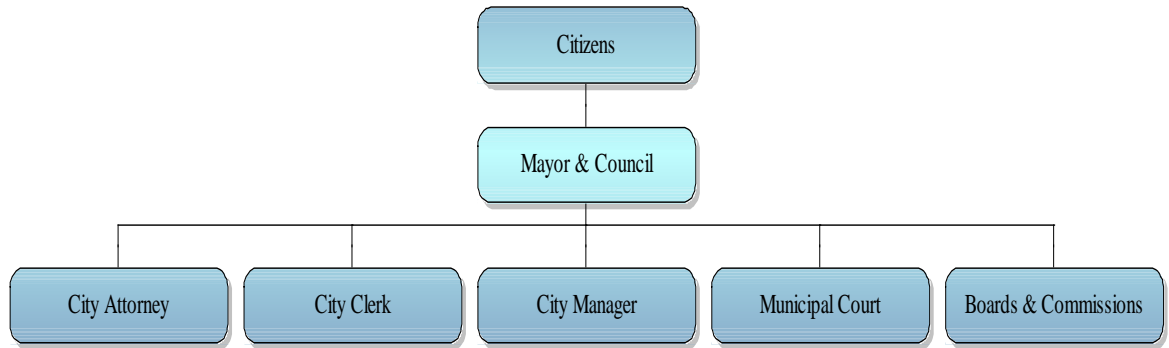 Citizens
Mayor & Council
City Attorney
City Clerk
City Manager
Municipal Court
Boards & Commissions